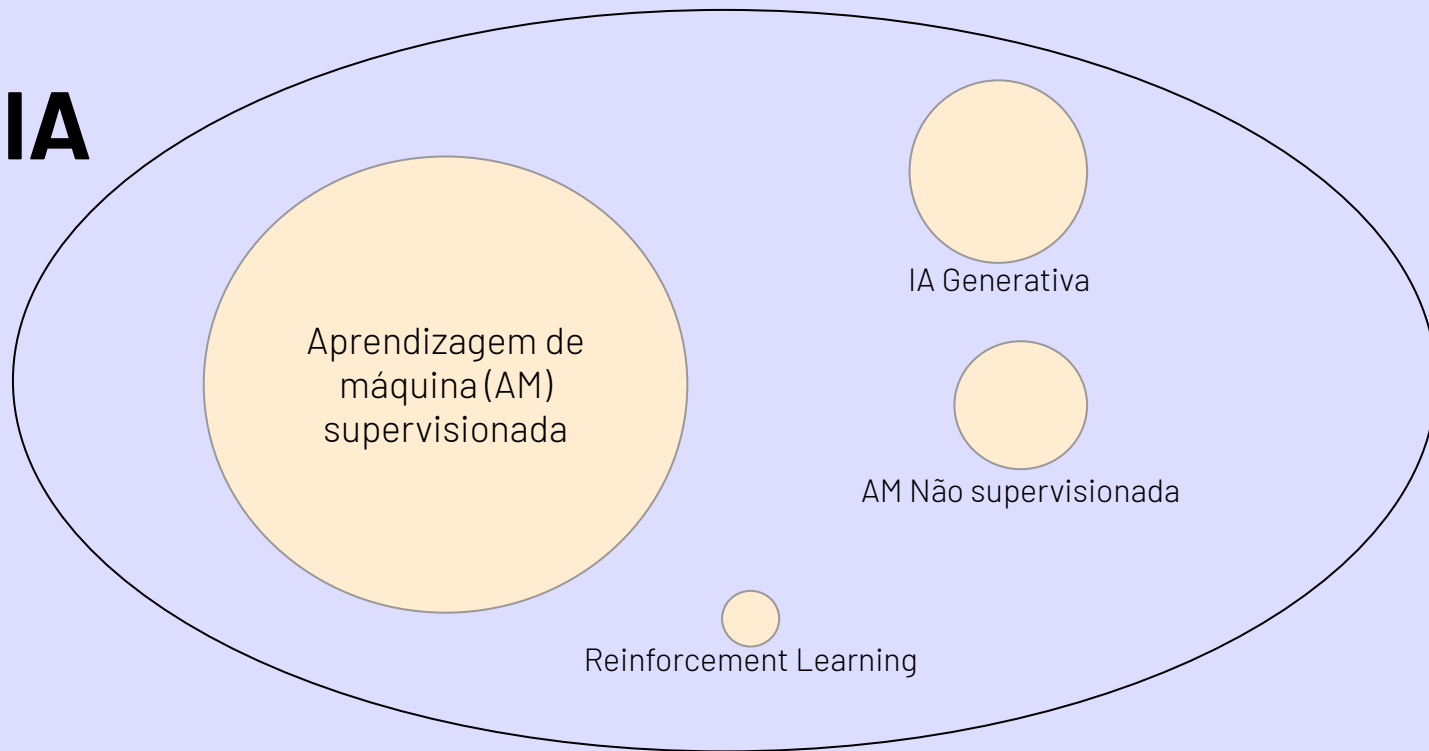 IA
Aprendizagem de
máquina (AM)
supervisionada
IA Generativa
AM Não supervisionada
Reinforcement Learning